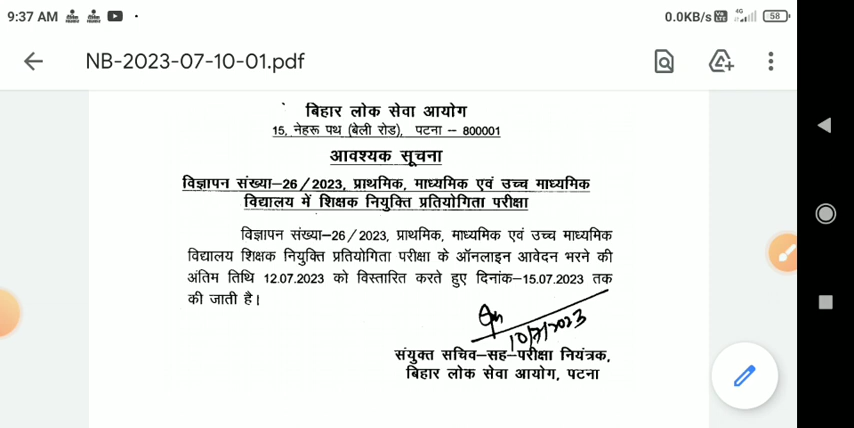 9:37 AM
0.0KB/s 4G 58
NB-2023-07-10-01.pdf
बिहार लोक सेवा आयोग
15, नेहरू पथ (बेली रोड), पटना – 800001
आवश्यक सूचना
विज्ञापन संख्या–26/2023, प्राथमिक, माध्यमिक एवं उच्च माध्यमिक
विद्यालय में शिक्षक नियुक्ति प्रतियोगिता परीक्षा
विज्ञापन संख्या–26/2023, प्राथमिक, माध्यमिक एवं उच्च माध्यमिक
विद्यालय शिक्षक नियुक्ति प्रतियोगिता परीक्षा के ऑनलाइन आवेदन भरने की
अंतिम तिथि 12.07.2023 को विस्तारित करते हुए दिनांक–15.07.2023 तक
की जाती है।
10/7/2023
संयुक्त सचिव–सह–परीक्षा नियंत्रक,
बिहार लोक सेवा आयोग, पटना